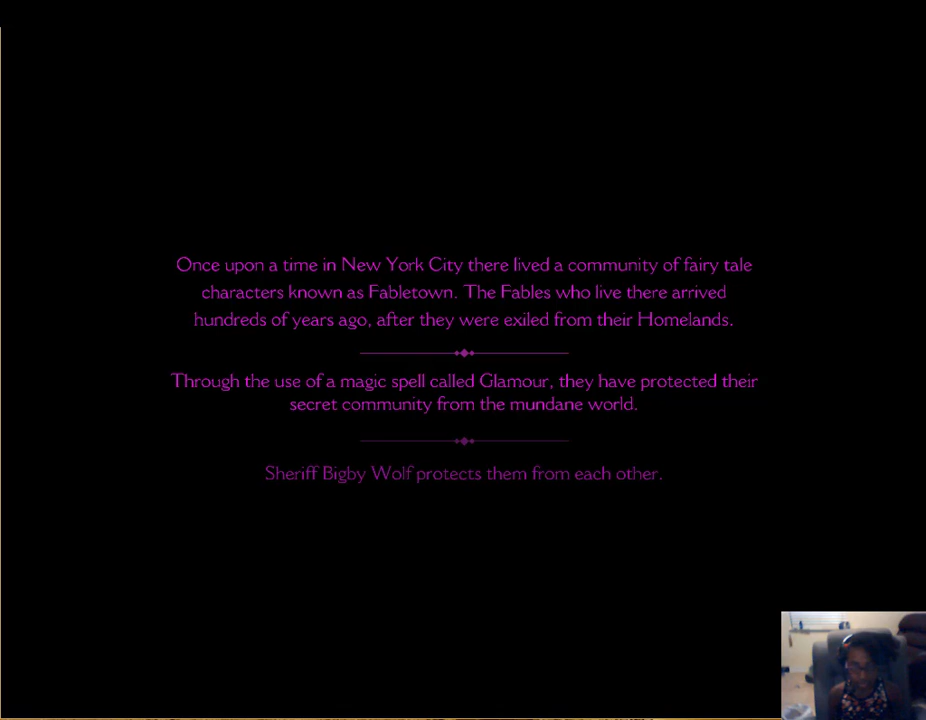 Once upon a time in New York City there lived a community of fairy tale
characters known as Fabletown. The Fables who live there arrived
hundreds of years ago, after they were exiled from their Homelands.
Through the use of a magic spell called Glamour, they have protected their
secret community from the mundane world.
Sheriff Bigby Wolf protects them from each other.